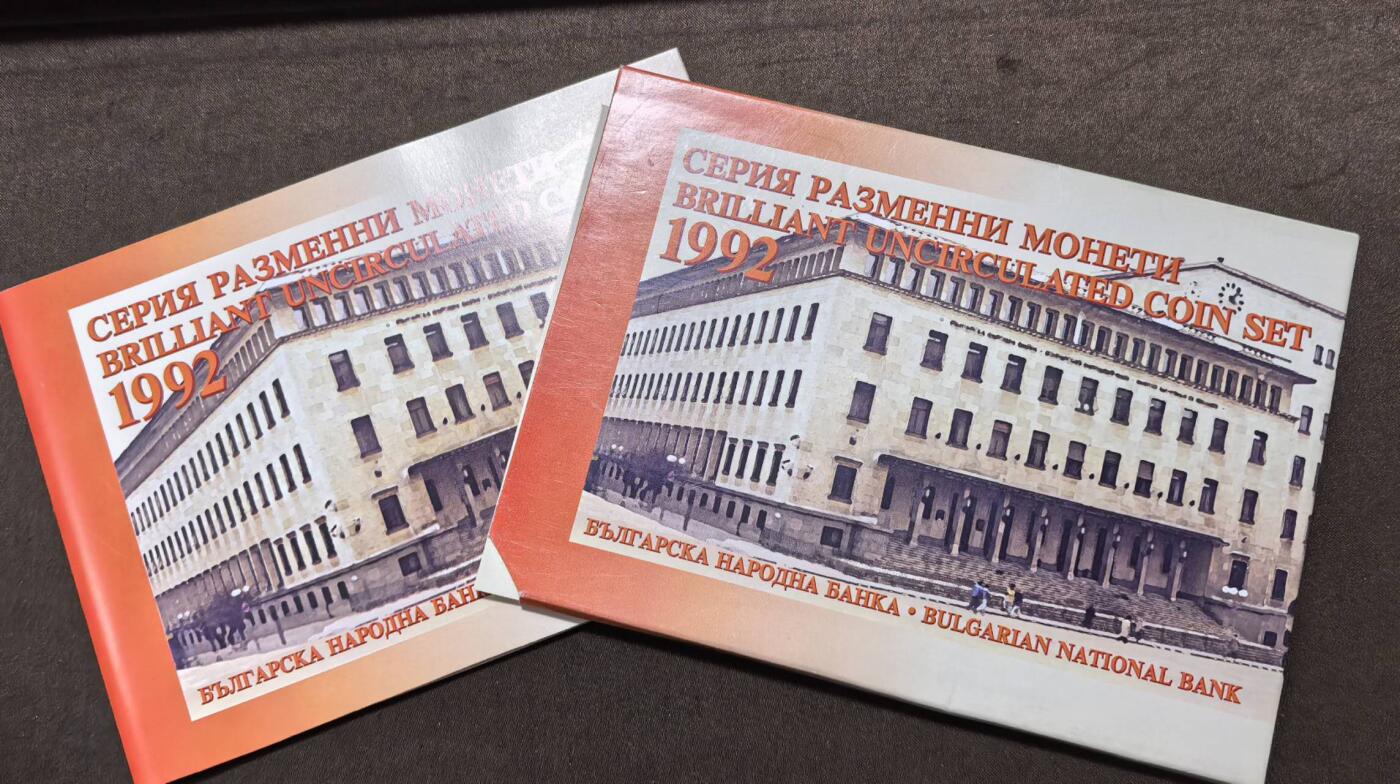 СЕРИЯ РАЗМЕННИ МОНЕТИ
BRILLIANT UNCIRCULATED
1992
БЪЛГАРСКА НАРОДНА
СЕРИЯ РАЗМЕННИ МОНЕТИ
BRILLIANT UNCIRCULATED COIN SET
1992
БЪЛГАРСКА НАРОДНА БАНКА • BULGARIAN NATIONAL BANK